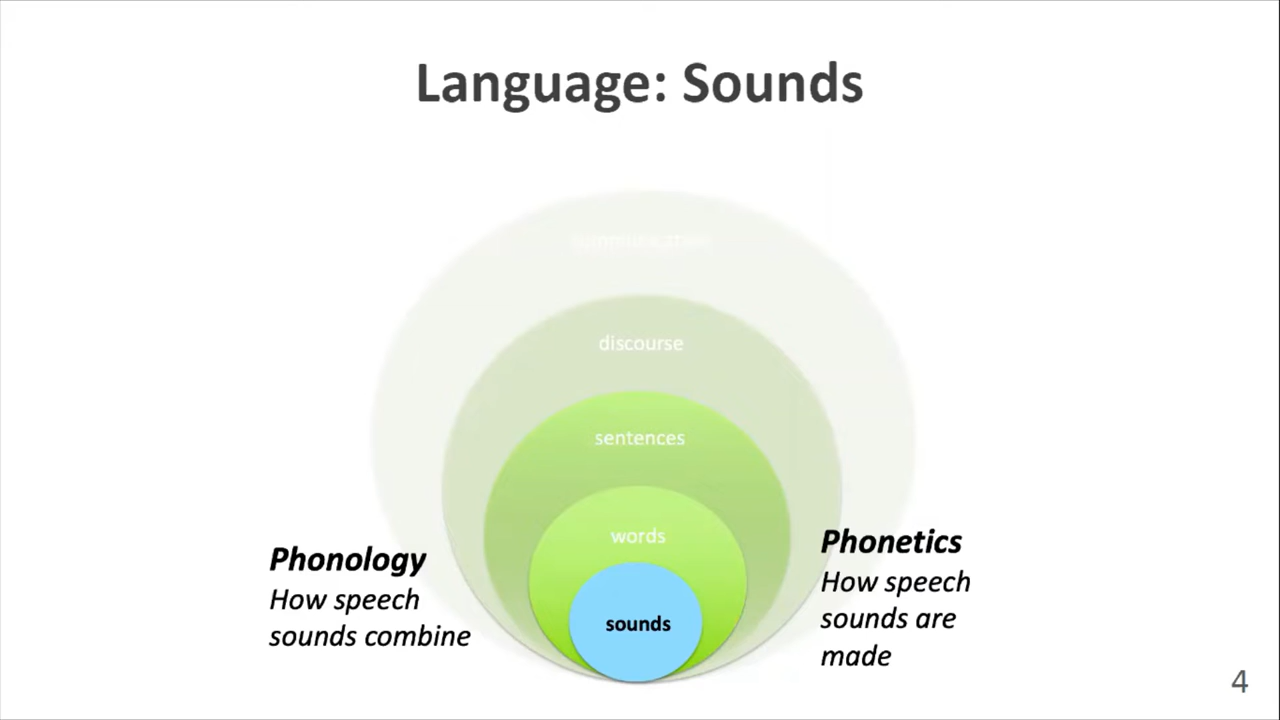 Language: Sounds
discourse
sentences
words
sounds
Phonology
How speech
sounds combine
Phonetics
How speech
sounds are
made
4